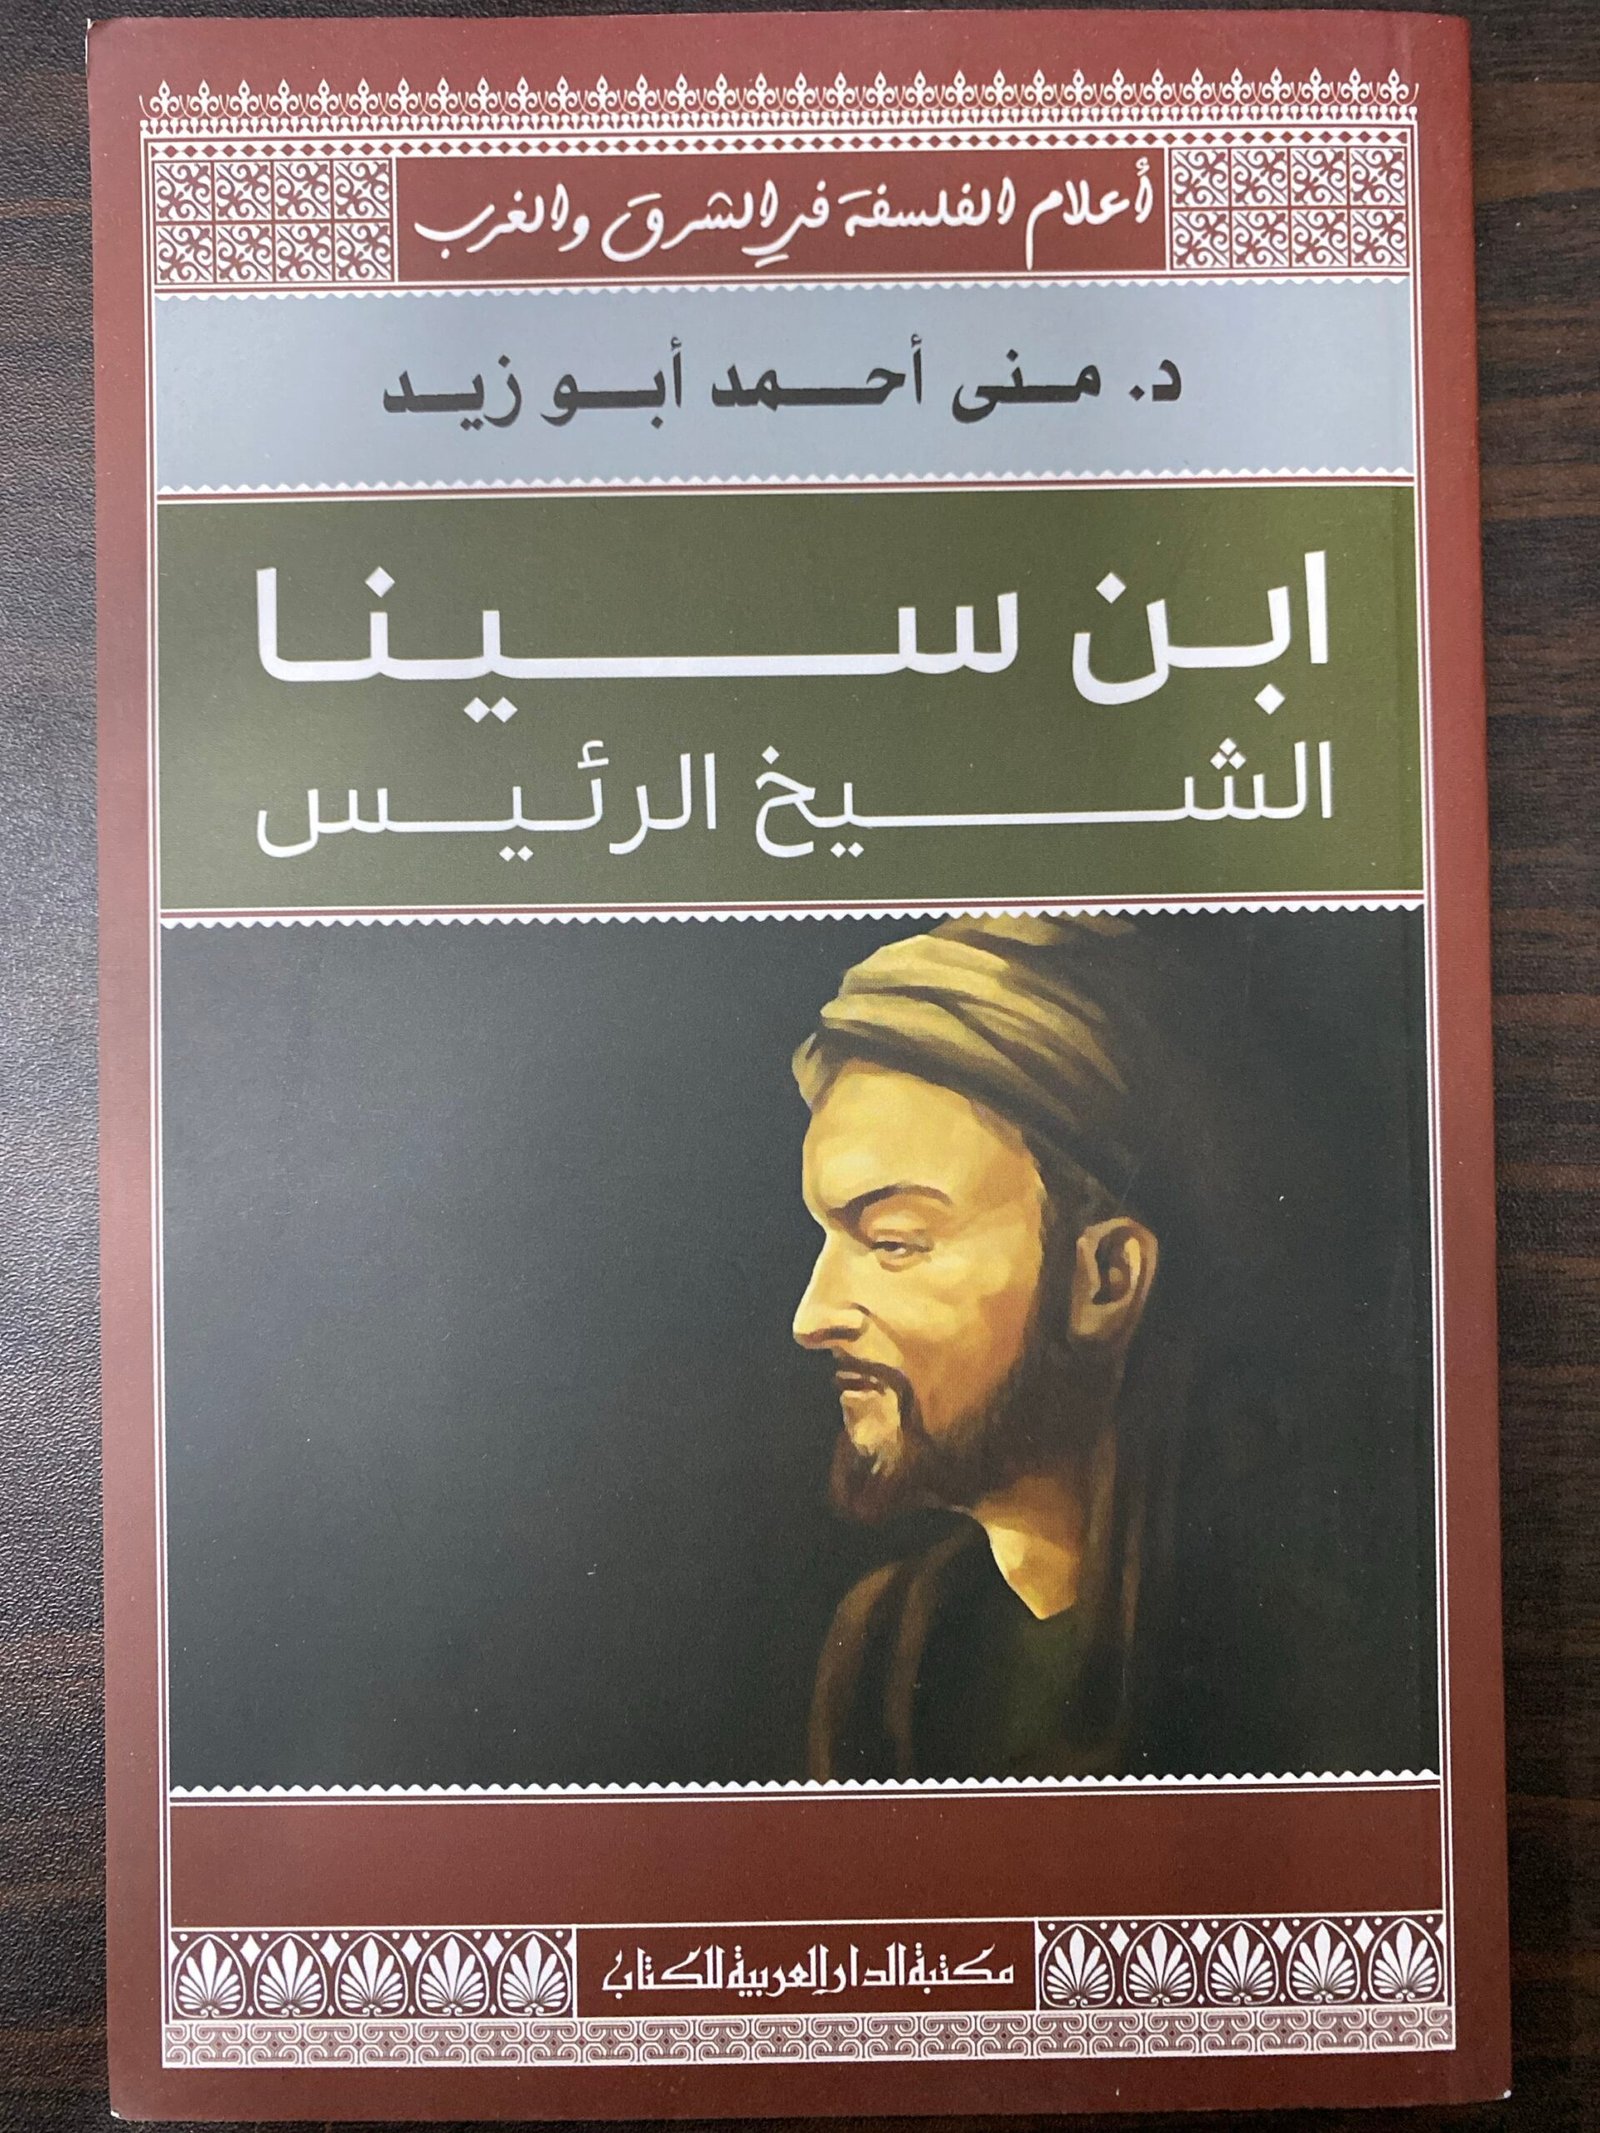 أعلام الفلسفة في الشرق والغرب
د. منى أحمد أبو زيد
ابن سينا
الشيخ الرئيس
مكتبة الدار العربية للكتاب